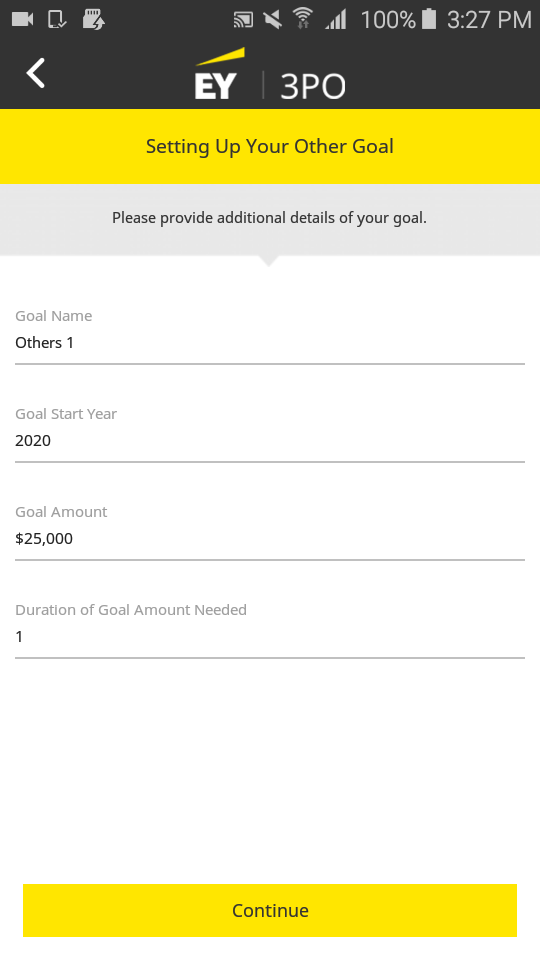 100% 3:27 PM
EY | 3PO
Setting Up Your Other Goal
Please provide additional details of your goal.
Goal Name
Others 1
Goal Start Year
2020
Goal Amount
$25,000
Duration of Goal Amount Needed
1
Continue